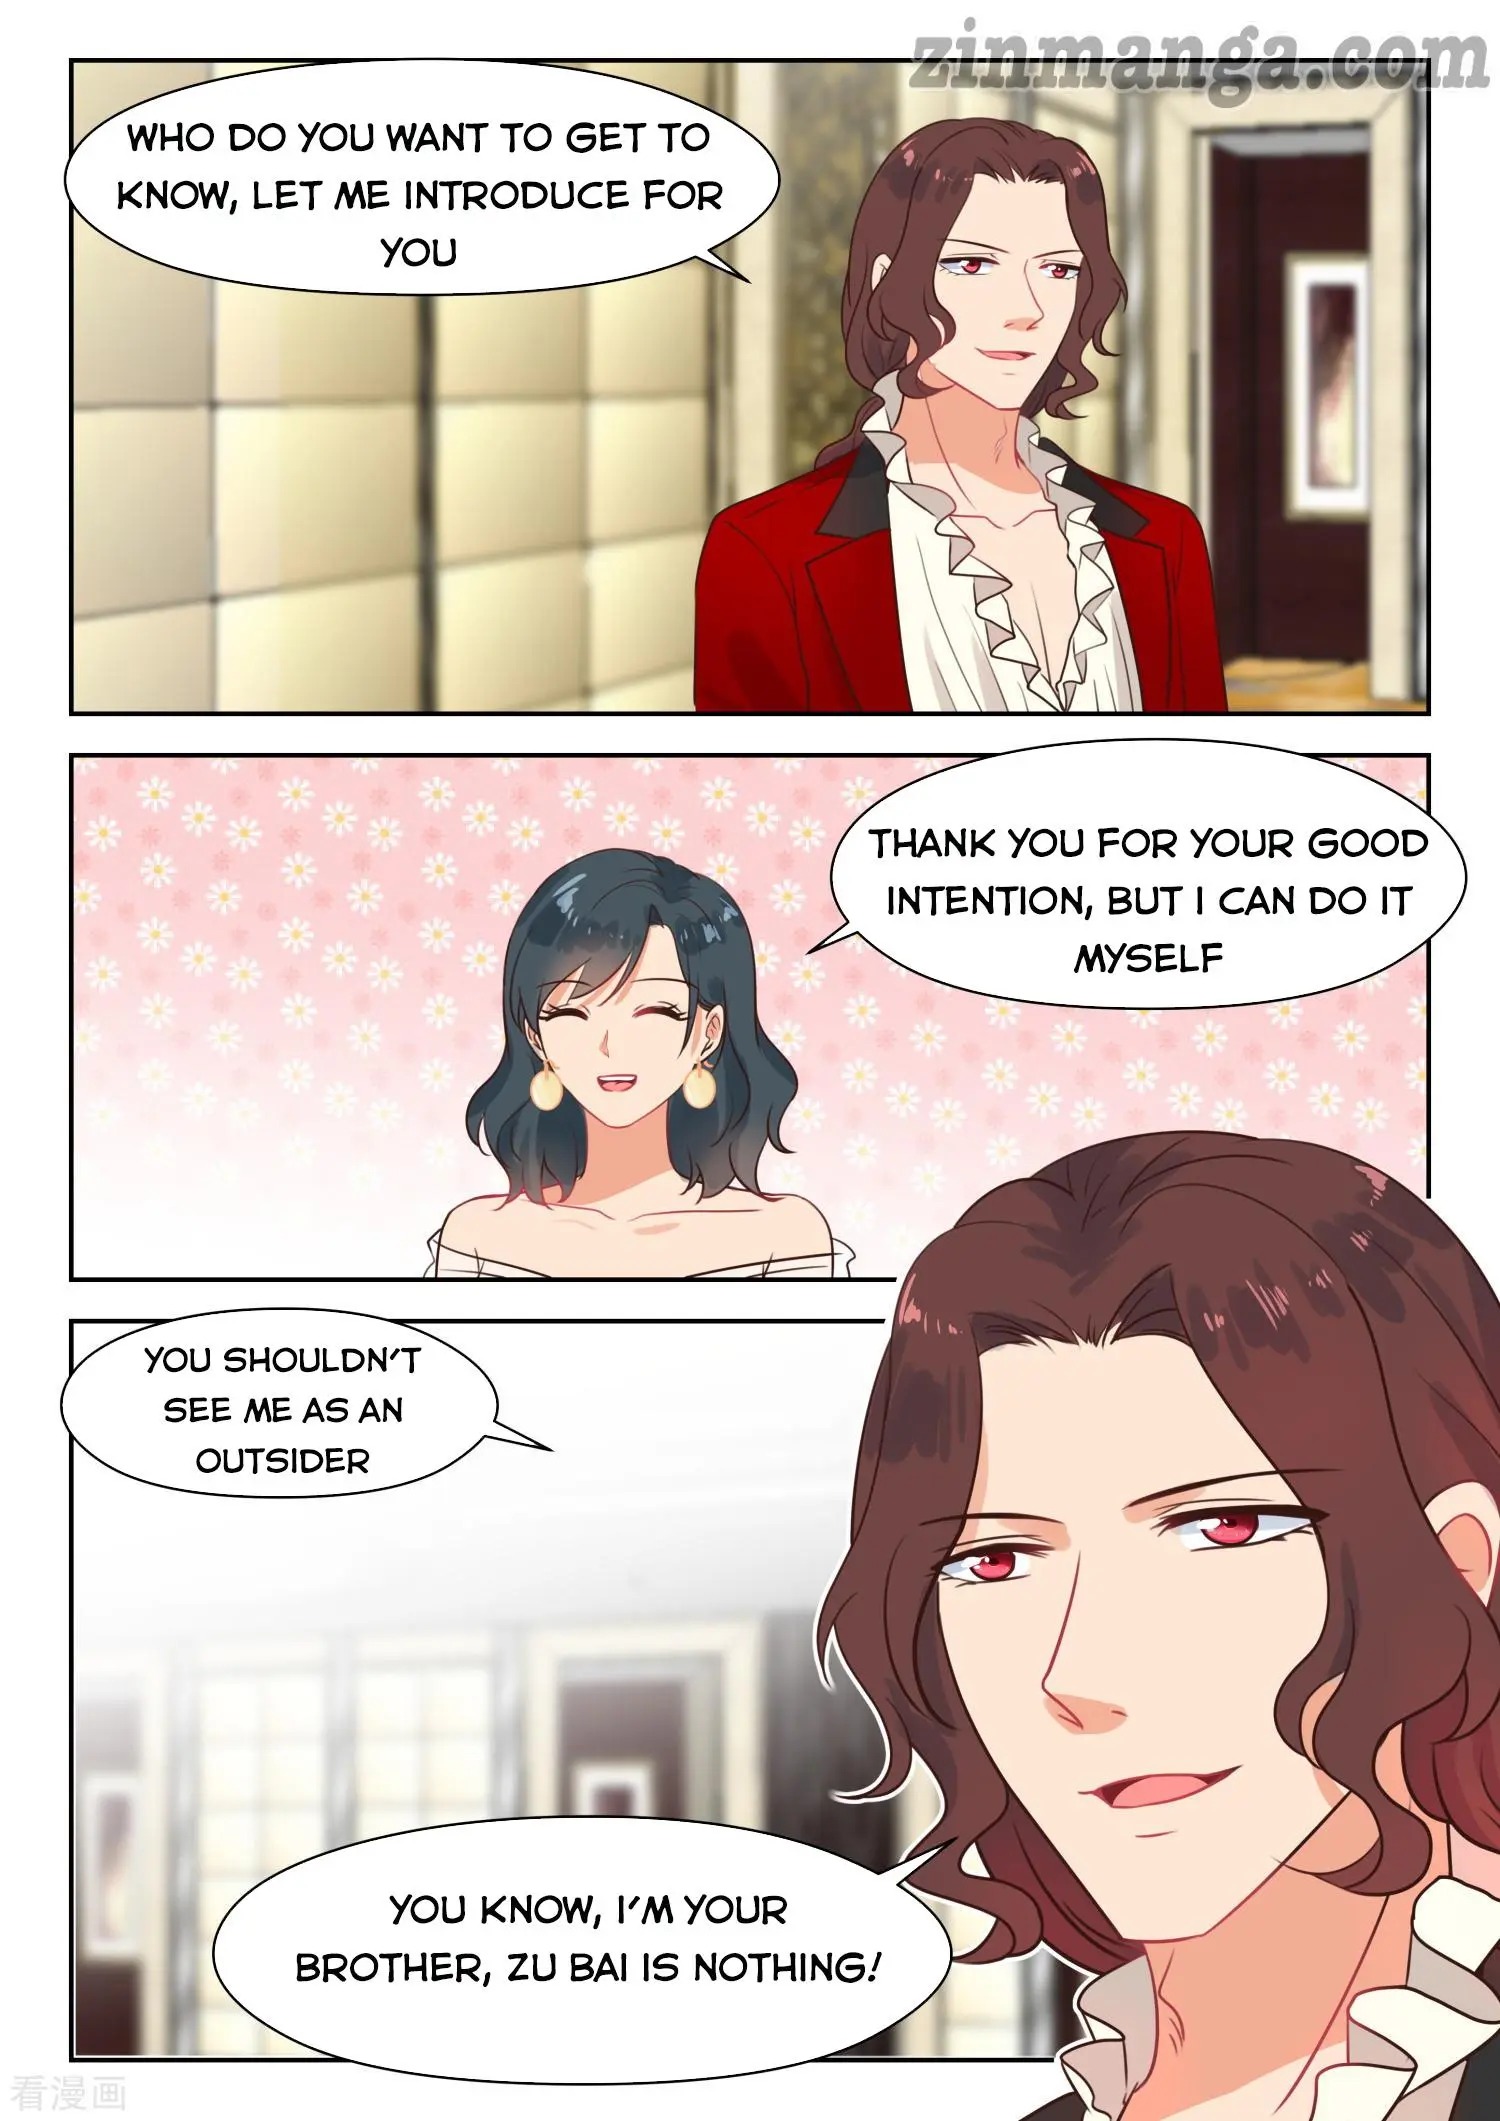 zinmanga.com
WHO DO YOU WANT TO GET TO
KNOW, LET ME INTRODUCE FOR
YOU
THANK YOU FOR YOUR GOOD
INTENTION, BUT I CAN DO IT
MYSELF
YOU SHOULDN'T
SEE ME AS AN
OUTSIDER
YOU KNOW, I'M YOUR
BROTHER, ZU BAI IS NOTHING!
看漫画